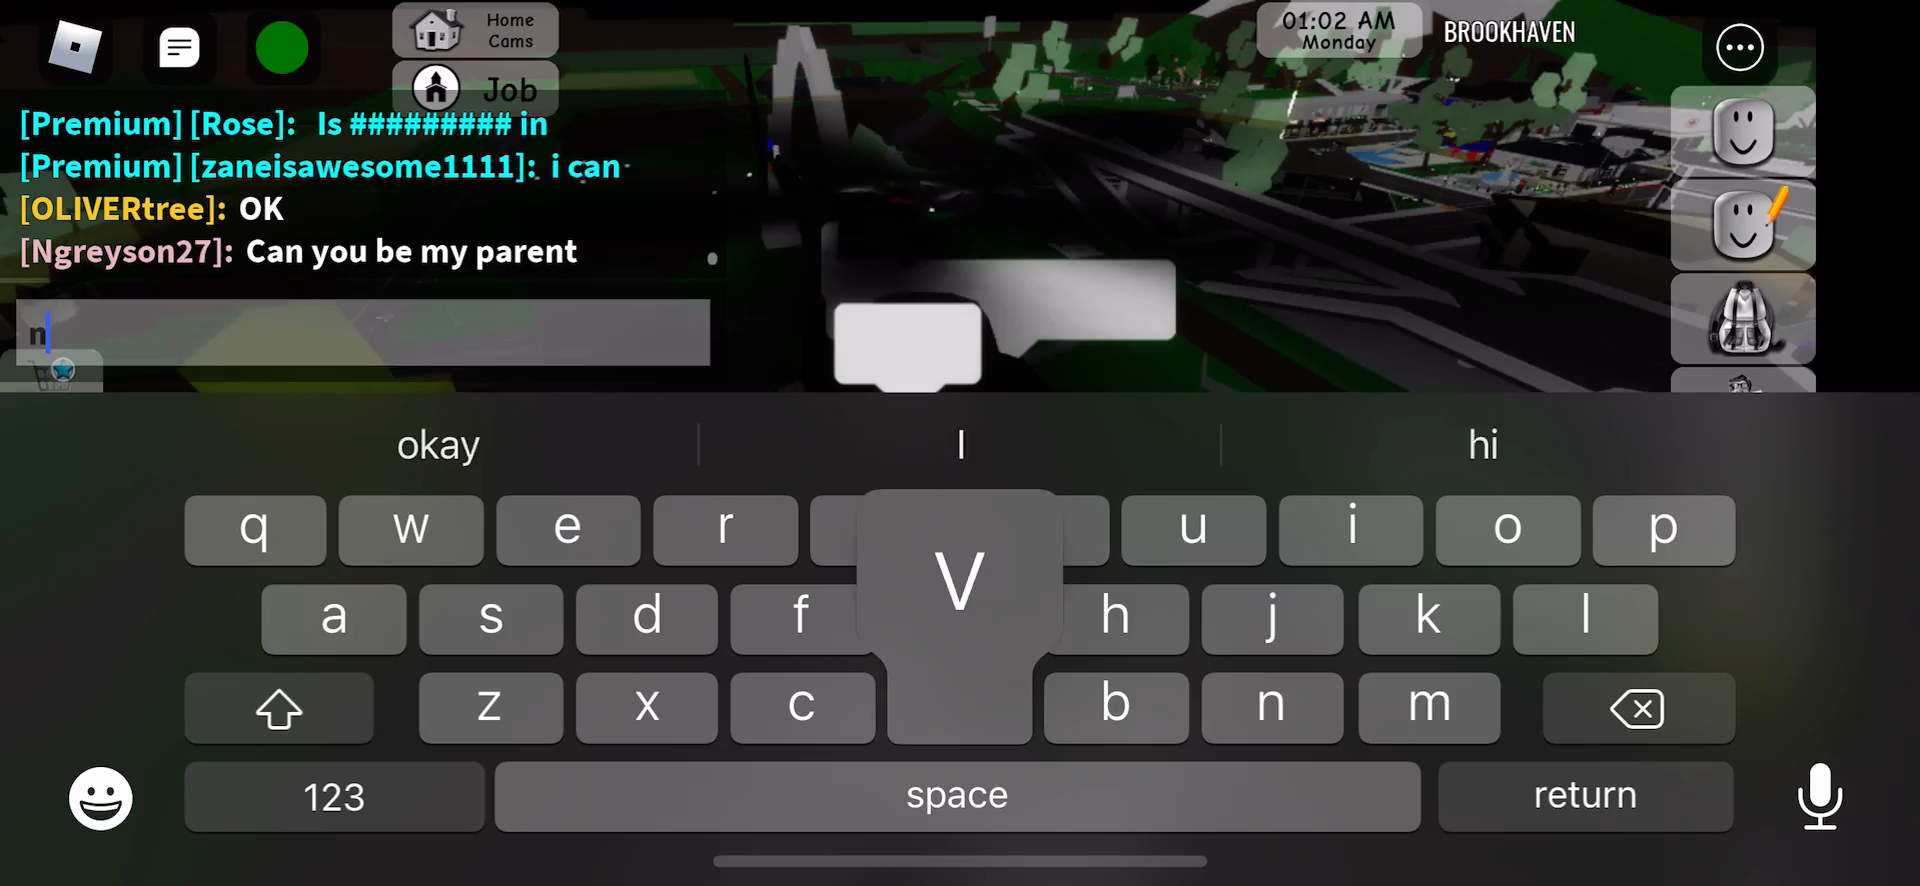 Home
Cams
Job
01:02 AM
Monday
BROOKHAVEN
[Premium] [Rose]: Is ######### in
[Premium] [zaneisawesome1111]: i can
[OLIVERtree]: OK
[Ngreyson27]: Can you be my parent
n
okay I hi
q w e r u i o p
V
a s d f h j k l
z x c b n m
123 space return